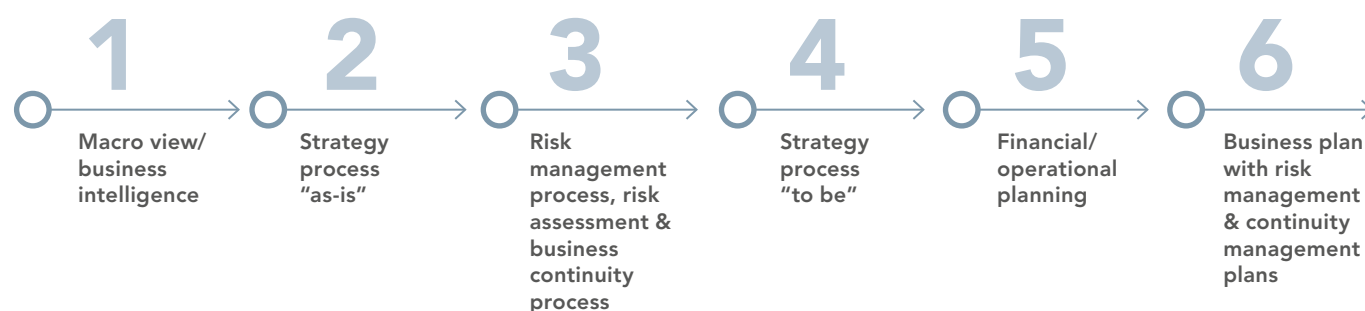 1
Macro view/
business
intelligence
2
Strategy
process
“as-is”
3
Risk
management
process, risk
assessment &
business
continuity
process
4
Strategy
process
“to be”
5
Financial/
operational
planning
6
Business plan
with risk
management
& continuity
management
plans